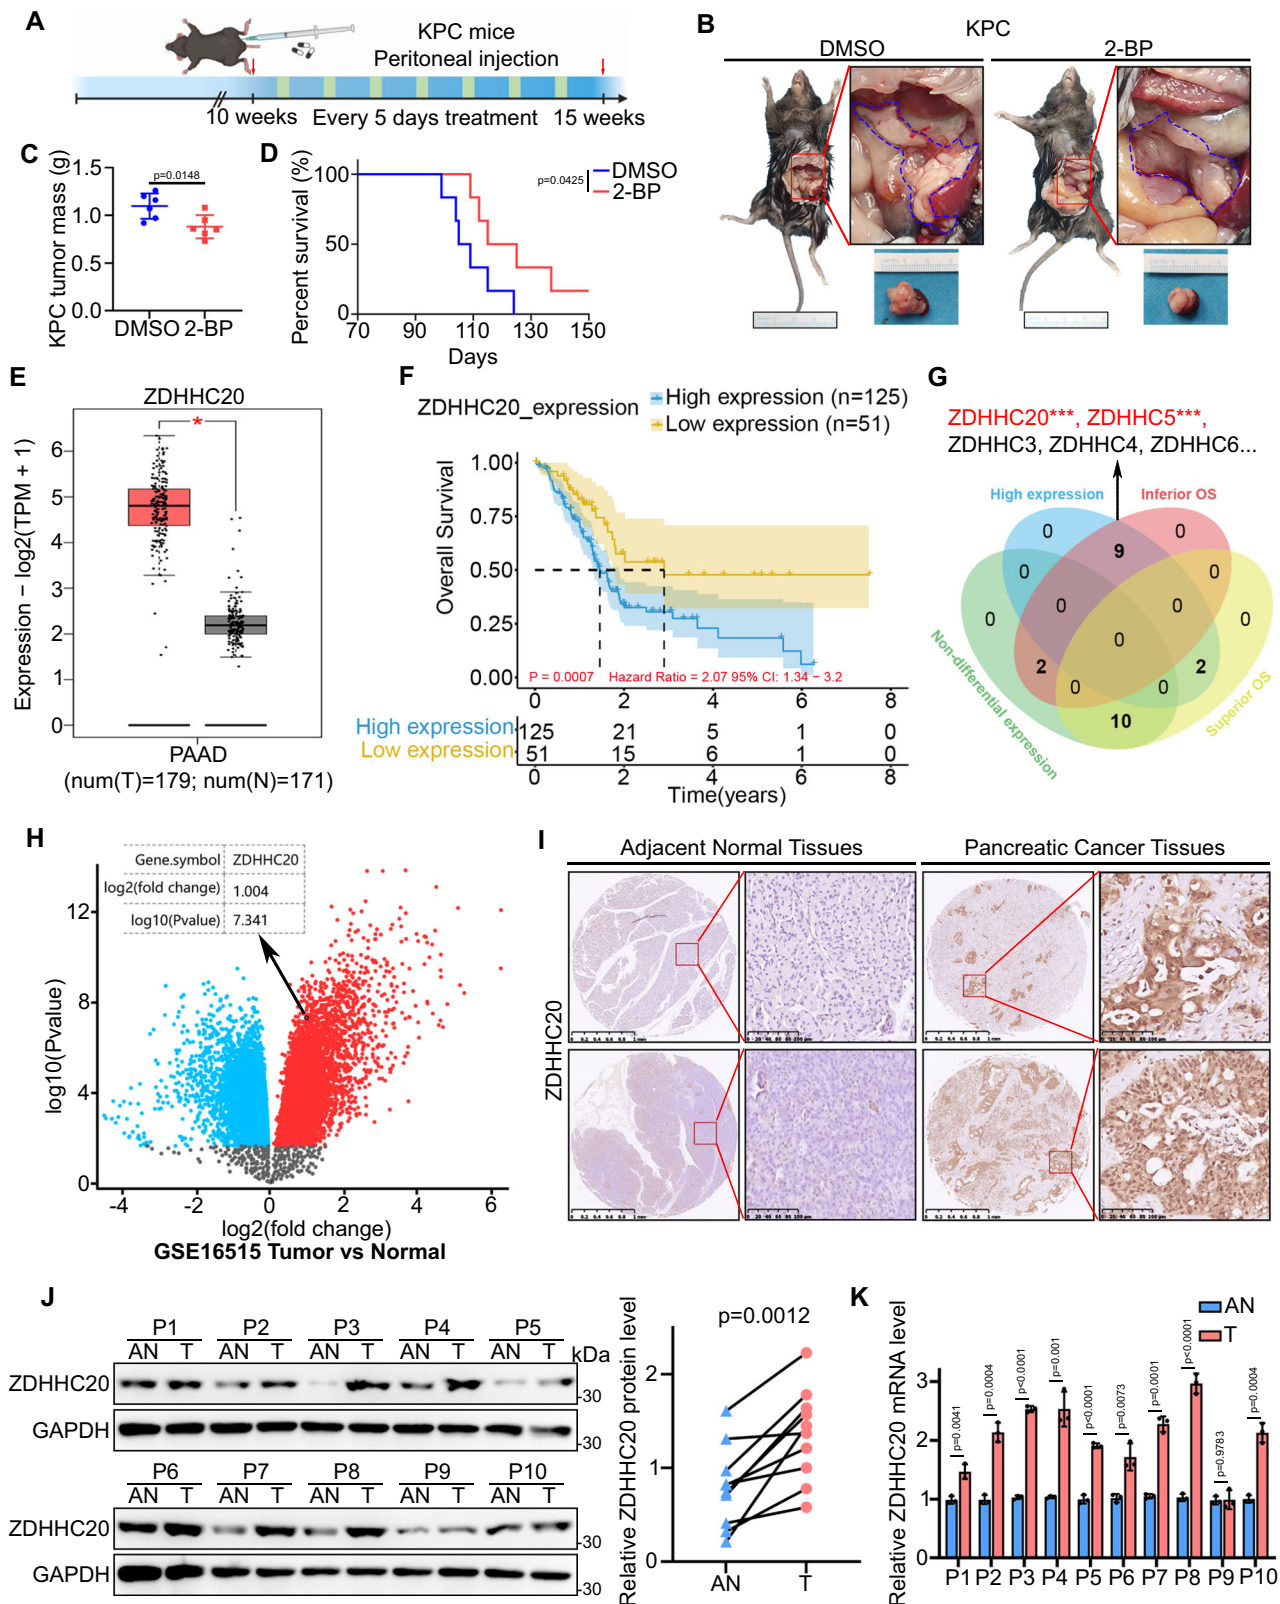 A
KPC mice
Peritoneal injection
10 weeks
Every 5 days treatment
15 weeks
B
KPC
DMSO
2-BP
C
KPC tumor mass (g)
1.5
1.0
0.5
0.0
p=0.0148
DMSO 2-BP
D
Percent survival (%)
100
50
0
70 90 110 130 150
Days
DMSO
2-BP
p=0.0425
E
ZDHHC20
Expression − log2(TPM + 1)
6
5
4
3
2
1
0
*
PAAD
(num(T)=179; num(N)=171)
F
ZDHHC20_expression
High expression (n=125)
Low expression (n=51)
Overall Survival
1.00
0.75
0.50
0.25
0.00
P = 0.0007 Hazard Ratio = 2.07 95% CI: 1.34 − 3.2
0 2 4 6 8
High expression 125 21 5 1 0
Low expression 51 15 6 1 0
0 2 4 6 8
Time(years)
G
ZDHHC20***, ZDHHC5***,
ZDHHC3, ZDHHC4, ZDHHC6...
High expression
Inferior OS
Non-differential expression
Superior OS
0
9
0
0
0
0
0
0
0
0
2
2
0
0
10
H
Gene.symbol ZDHHC20
log2(fold change) 1.004
log10(Pvalue) 7.341
log10(Pvalue)
12
8
4
0
-4 -2 0 2 4 6
log2(fold change)
GSE16515 Tumor vs Normal
I
Adjacent Normal Tissues
Pancreatic Cancer Tissues
ZDHHC20
J
P1 P2 P3 P4 P5
AN T AN T AN T AN T AN T
kDa
ZDHHC20
-30
GAPDH
-30
P6 P7 P8 P9 P10
AN T AN T AN T AN T AN T
ZDHHC20
-30
GAPDH
-30
Relative ZDHHC20 protein level
p=0.0012
2
1
0
AN T
K
Relative ZDHHC20 mRNA level
AN
T
3
2
1
0
p=0.0041
p=0.0004
p<0.0001
p=0.001
p<0.0001
p=0.0073
p=0.0001
p<0.0001
p=0.9783
p=0.0004
P1 P2 P3 P4 P5 P6 P7 P8 P9 P10